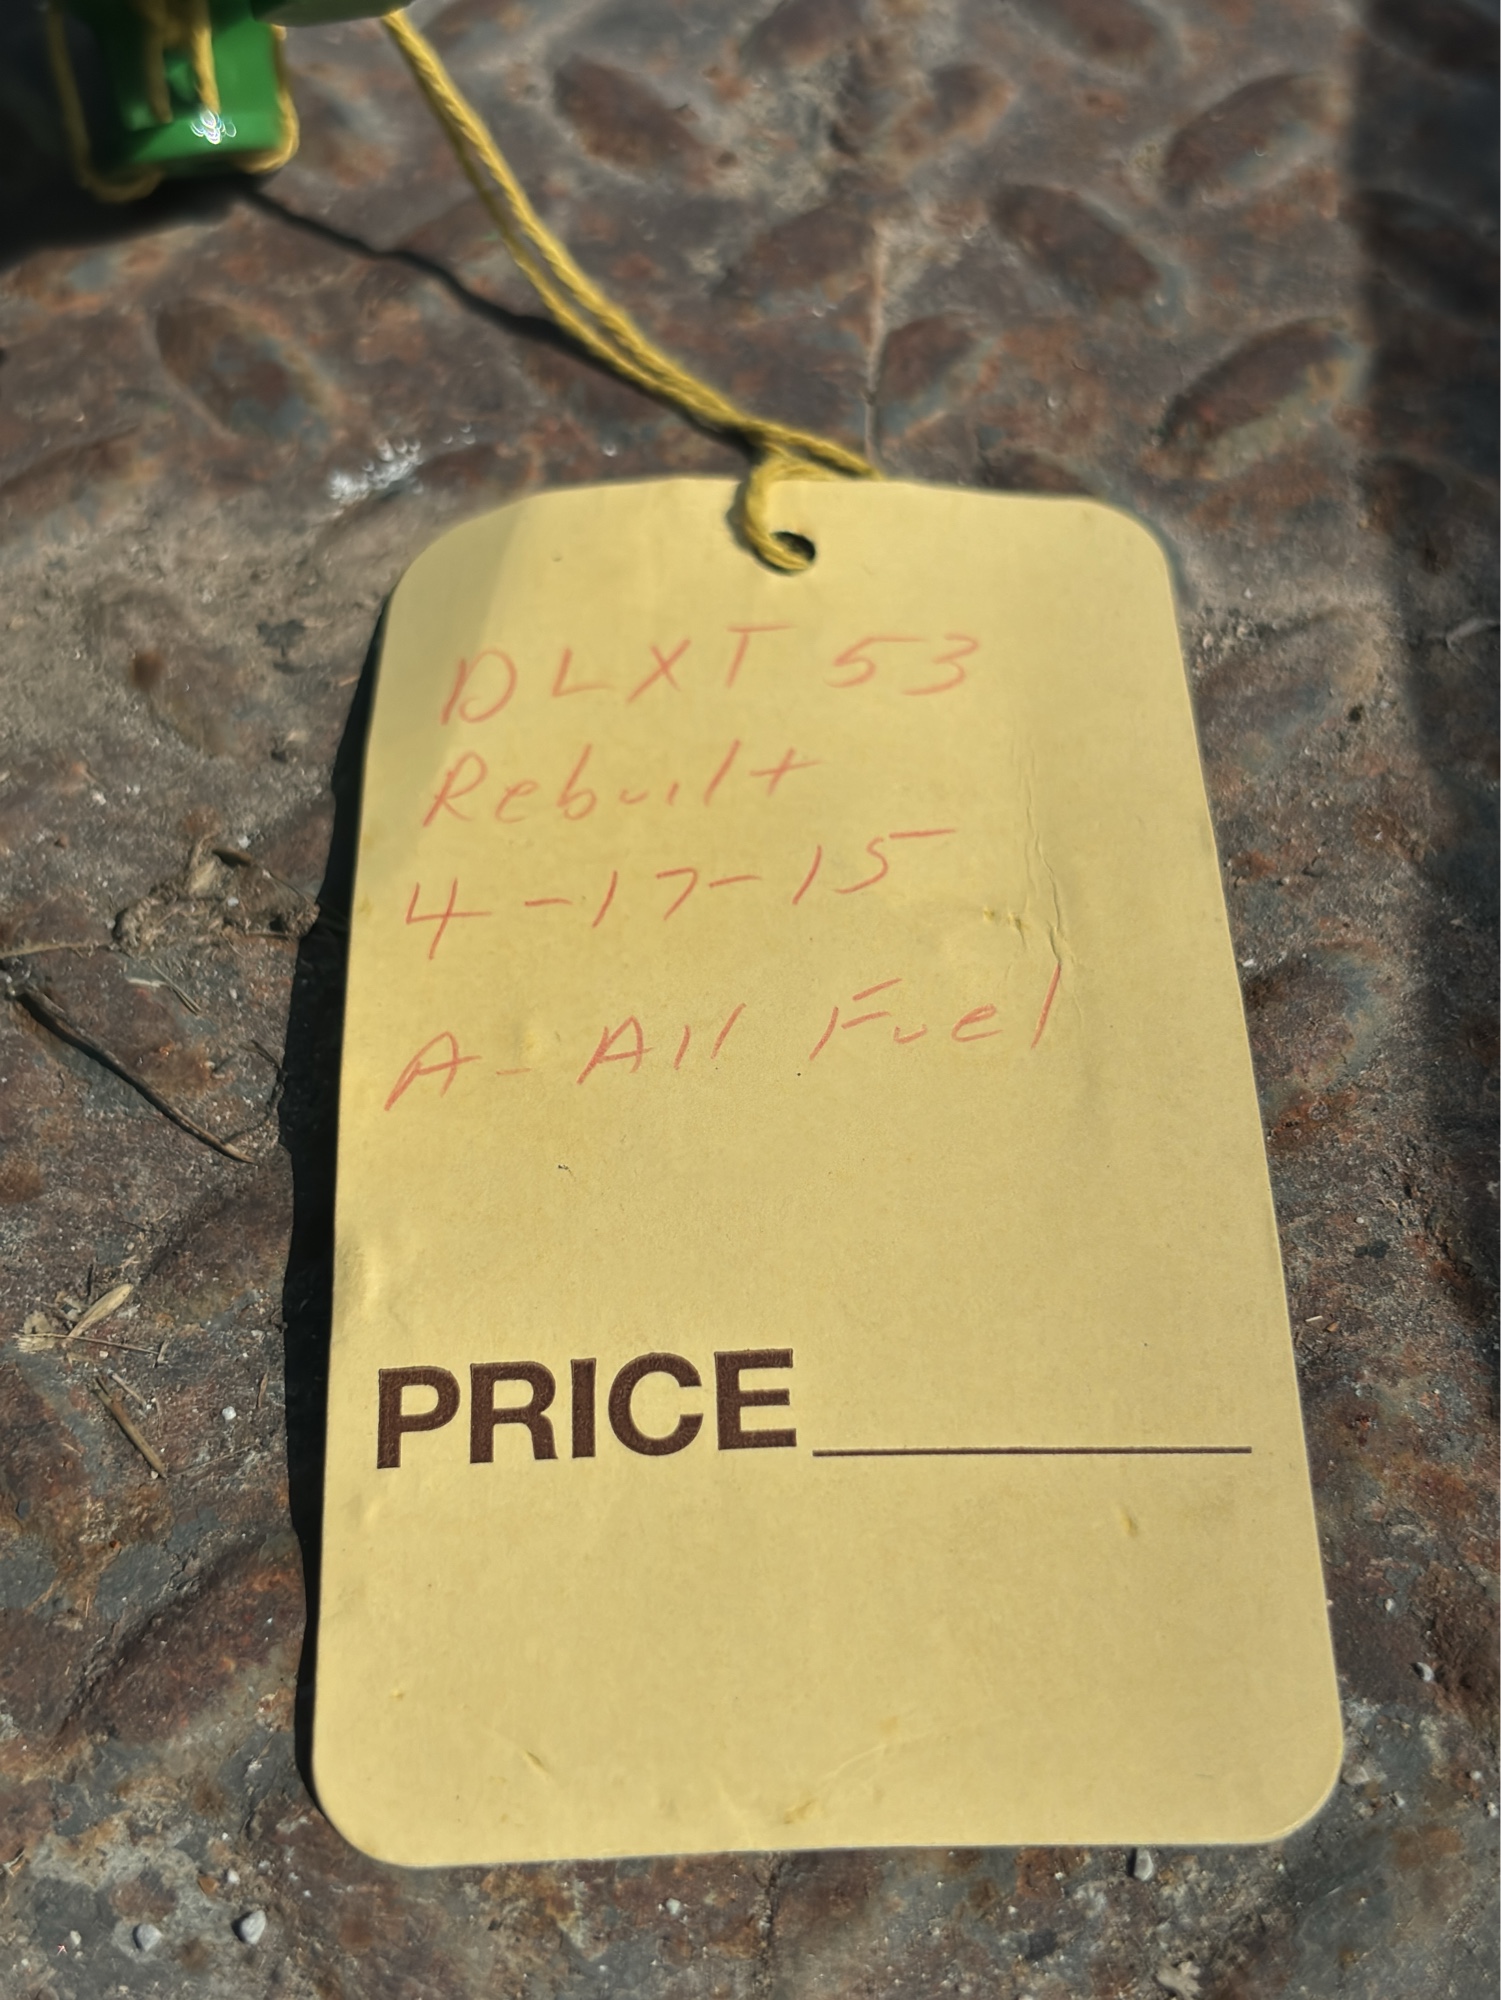 DLXT 53
Rebuilt
4-17-15
A- All Fuel
PRICE